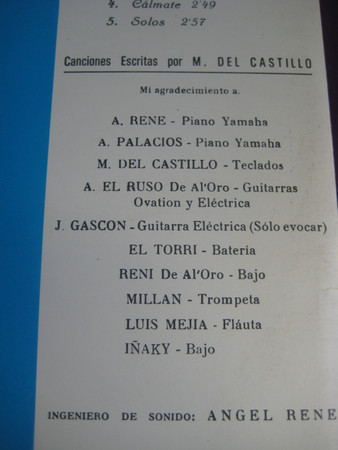 4. Cálmate 2'49
5. Solos 2'57
Canciones Escritas por M. DEL CASTILLO
Mi agradecimiento a.
A. RENE - Piano Yamaha
A. PALACIOS - Piano Yamaha
M. DEL CASTILLO - Teclados
A. EL RUSO De Al'Oro - Guitarras
Ovation y Eléctrica
J. GASCON - Guitarra Eléctrica (Sólo evocar)
EL TORRI - Bateria
RENI De Al'Oro - Bajo
MILLAN - Trompeta
LUIS MEJIA - Fláuta
IÑAKY - Bajo
INGENIERO DE SONIDO: ANGEL RENE